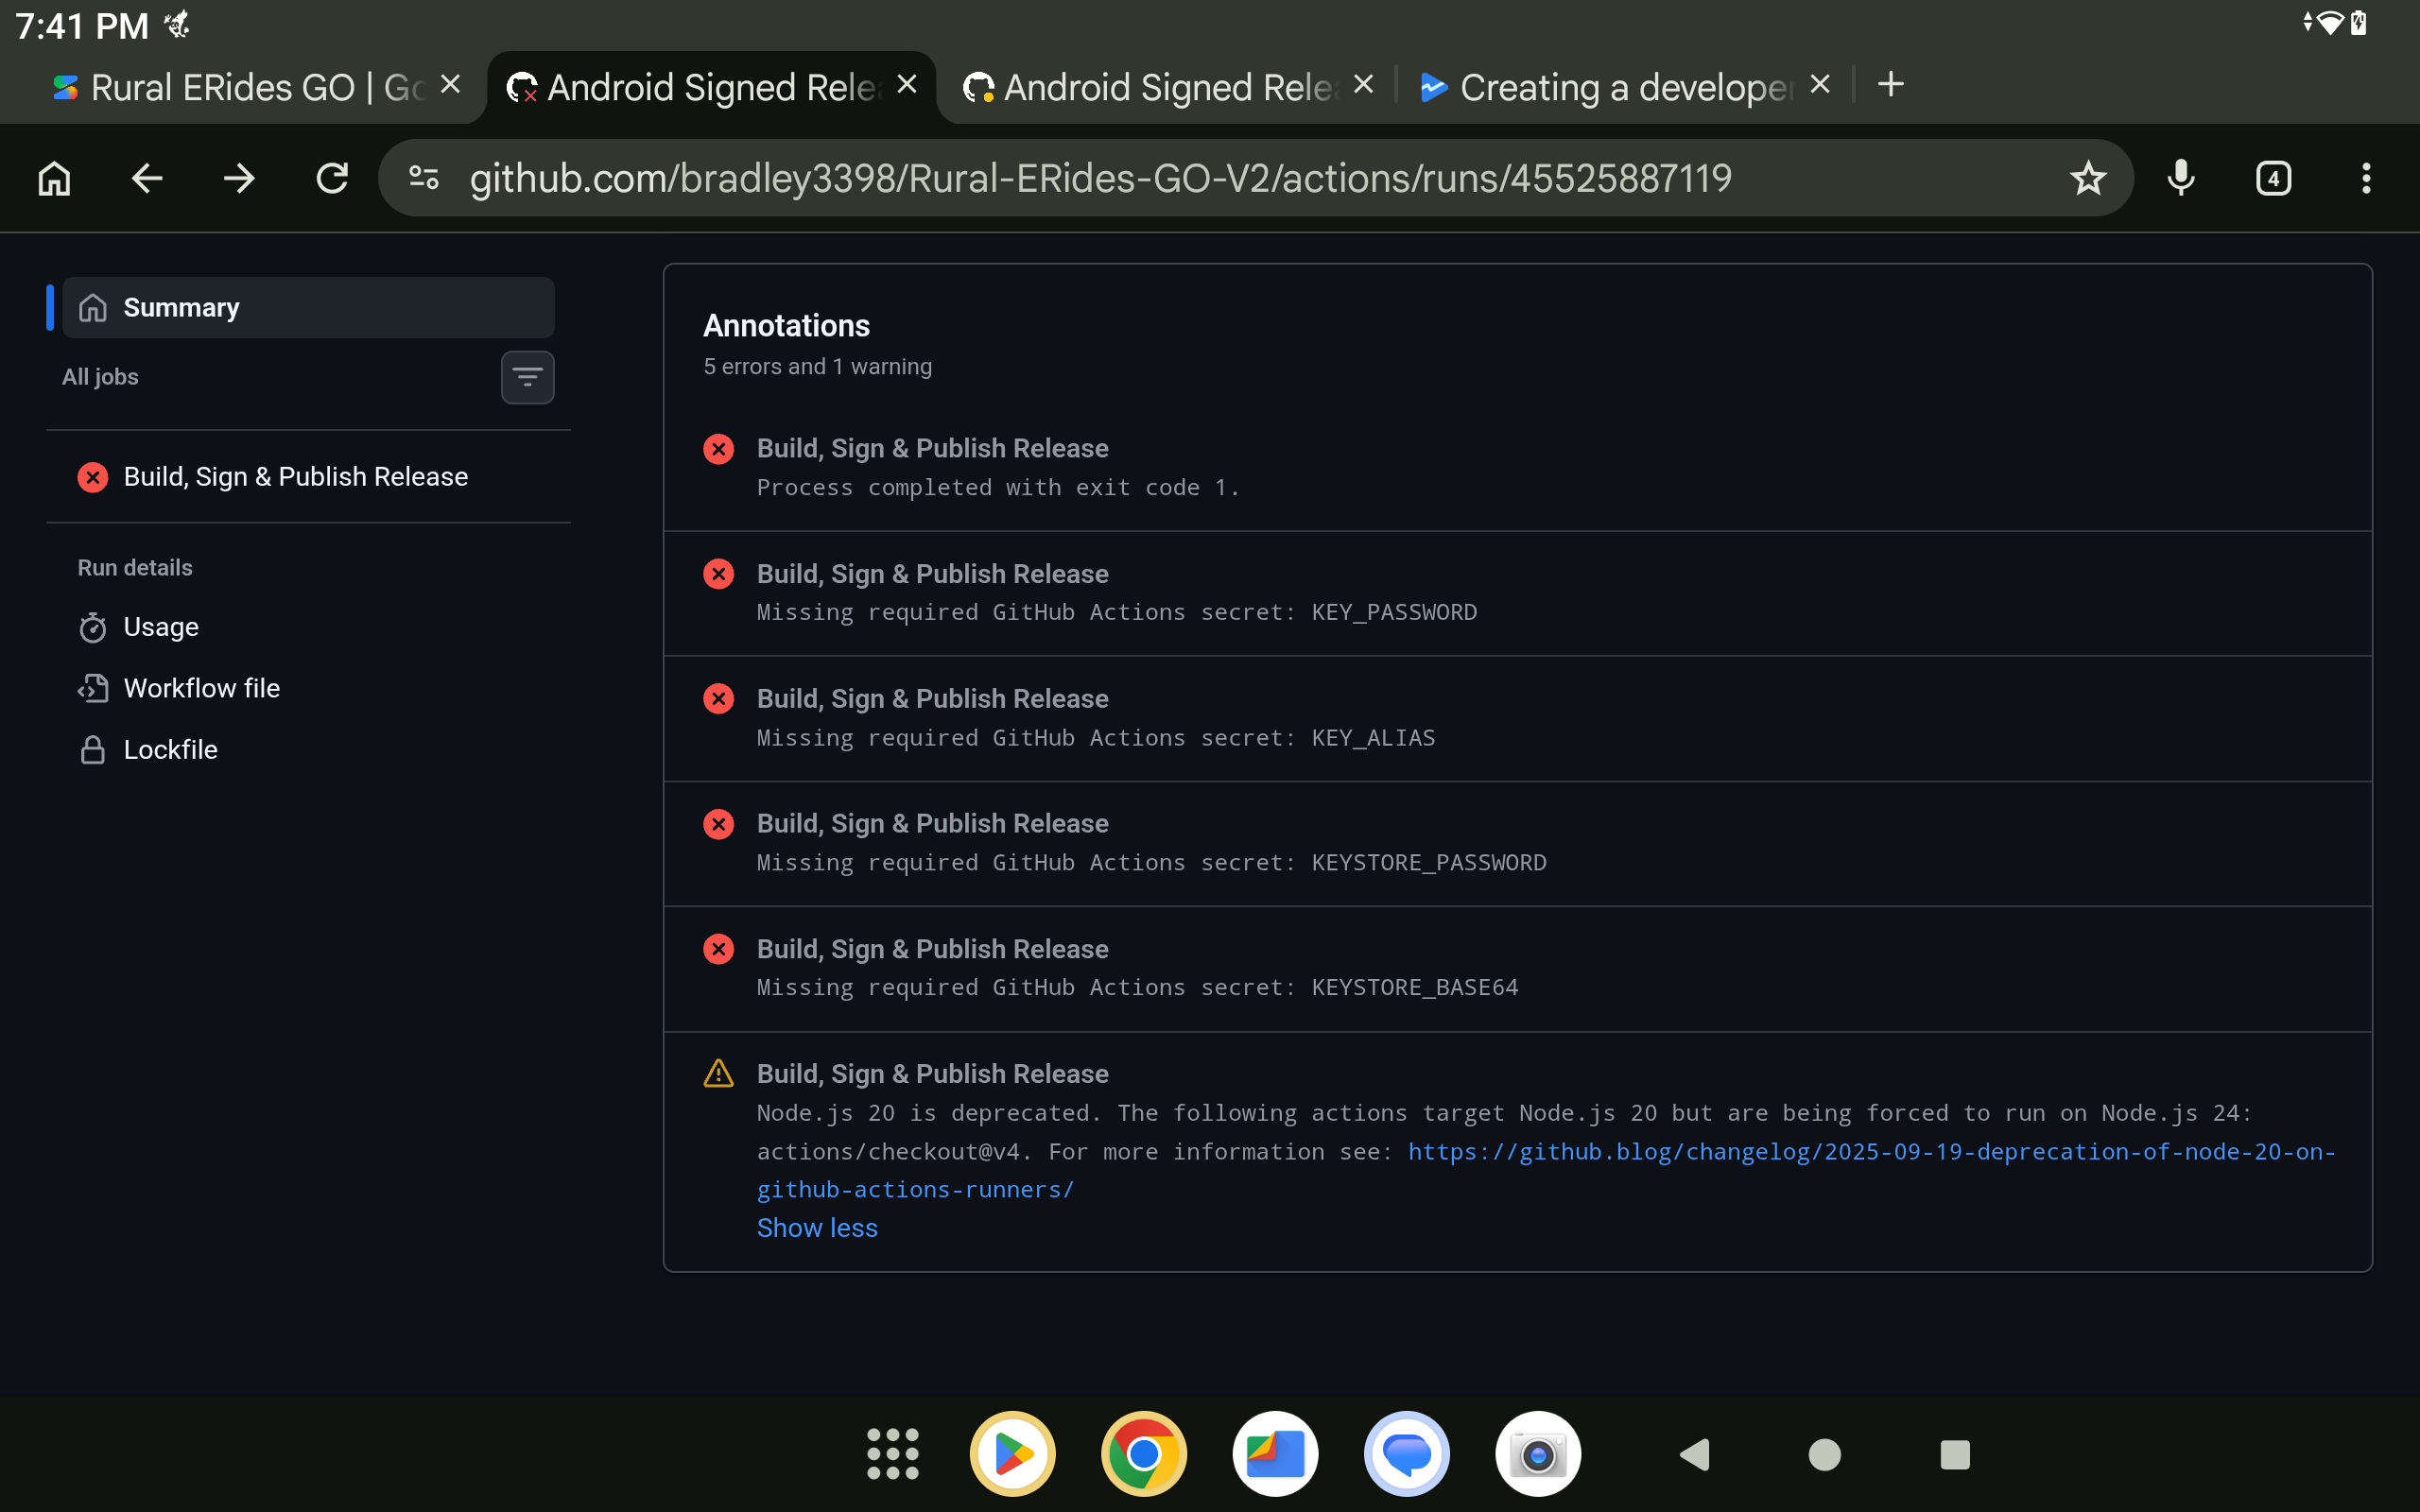 7:41 PM
Rural ERides GO | Go
Android Signed Rele
Android Signed Rele
Creating a developer
github.com/bradley3398/Rural-ERides-GO-V2/actions/runs/45525887119
4
Summary
All jobs
Build, Sign & Publish Release
Run details
Usage
Workflow file
Lockfile
Annotations
5 errors and 1 warning
Build, Sign & Publish Release
Process completed with exit code 1.
Build, Sign & Publish Release
Missing required GitHub Actions secret: KEY_PASSWORD
Build, Sign & Publish Release
Missing required GitHub Actions secret: KEY_ALIAS
Build, Sign & Publish Release
Missing required GitHub Actions secret: KEYSTORE_PASSWORD
Build, Sign & Publish Release
Missing required GitHub Actions secret: KEYSTORE_BASE64
Build, Sign & Publish Release
Node.js 20 is deprecated. The following actions target Node.js 20 but are being forced to run on Node.js 24:
actions/checkout@v4. For more information see: https://github.blog/changelog/2025-09-19-deprecation-of-node-20-on-
github-actions-runners/
Show less